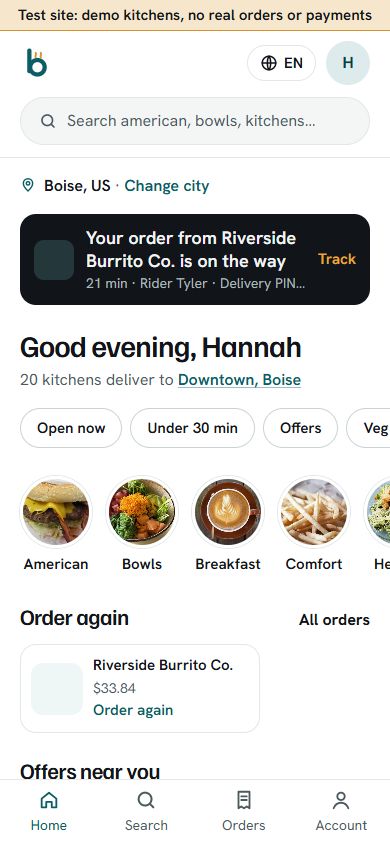 Test site: demo kitchens, no real orders or payments
b
EN
H
Search american, bowls, kitchens...
Boise, US · Change city
Your order from Riverside
Burrito Co. is on the way
21 min · Rider Tyler · Delivery PIN...
Track
Good evening, Hannah
20 kitchens deliver to Downtown, Boise
Open now
Under 30 min
Offers
Veg
American
Bowls
Breakfast
Comfort
He
Order again
All orders
Riverside Burrito Co.
$33.84
Order again
Offers near you
Home
Search
Orders
Account